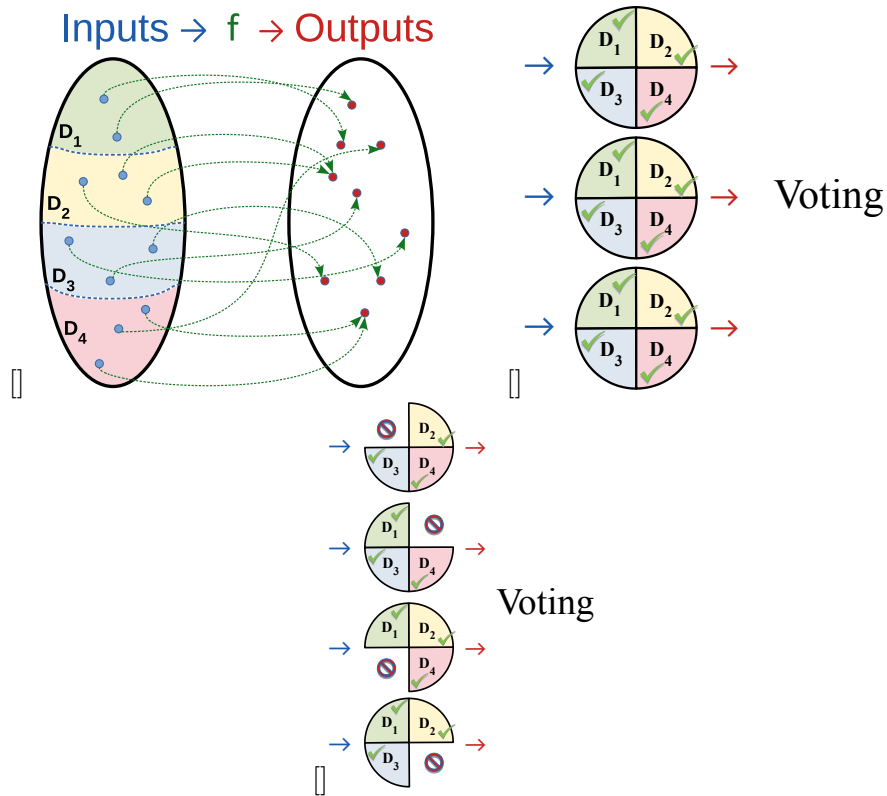 Inputs → f → Outputs
D1
D2
D3
D4
[]
→ D1 D2 →
D3 D4
→ D1 D2 → Voting
D3 D4
→ D1 D2 →
D3 D4
[]
→ D2 →
D3 D4
→ D1 →
D3 D4
Voting
→ D1 D2 →
D4
→ D1 D2 →
D3
[]